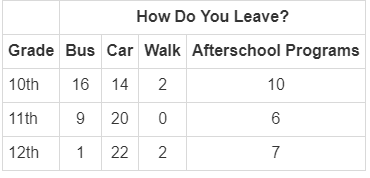 How Do You Leave?
Grade Bus Car Walk Afterschool Programs
10th 16 14 2 10
11th 9 20 0 6
12th 1 22 2 7